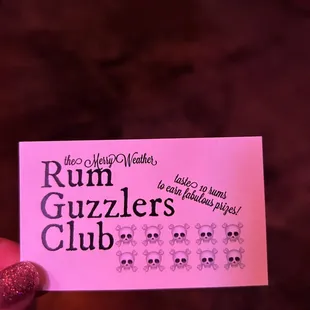 the Merry Weather
Rum
Guzzlers
Club
taste 10 rums
to earn fabulous prizes!